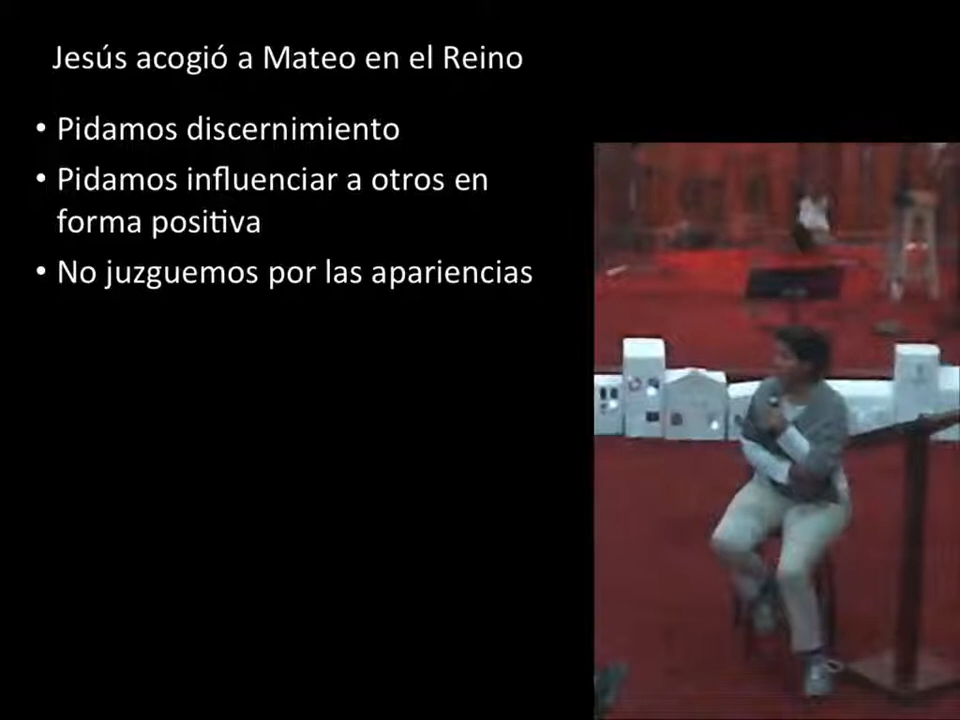 Jesús acogió a Mateo en el Reino
• Pidamos discernimiento
• Pidamos influenciar a otros en
forma positiva
• No juzguemos por las apariencias